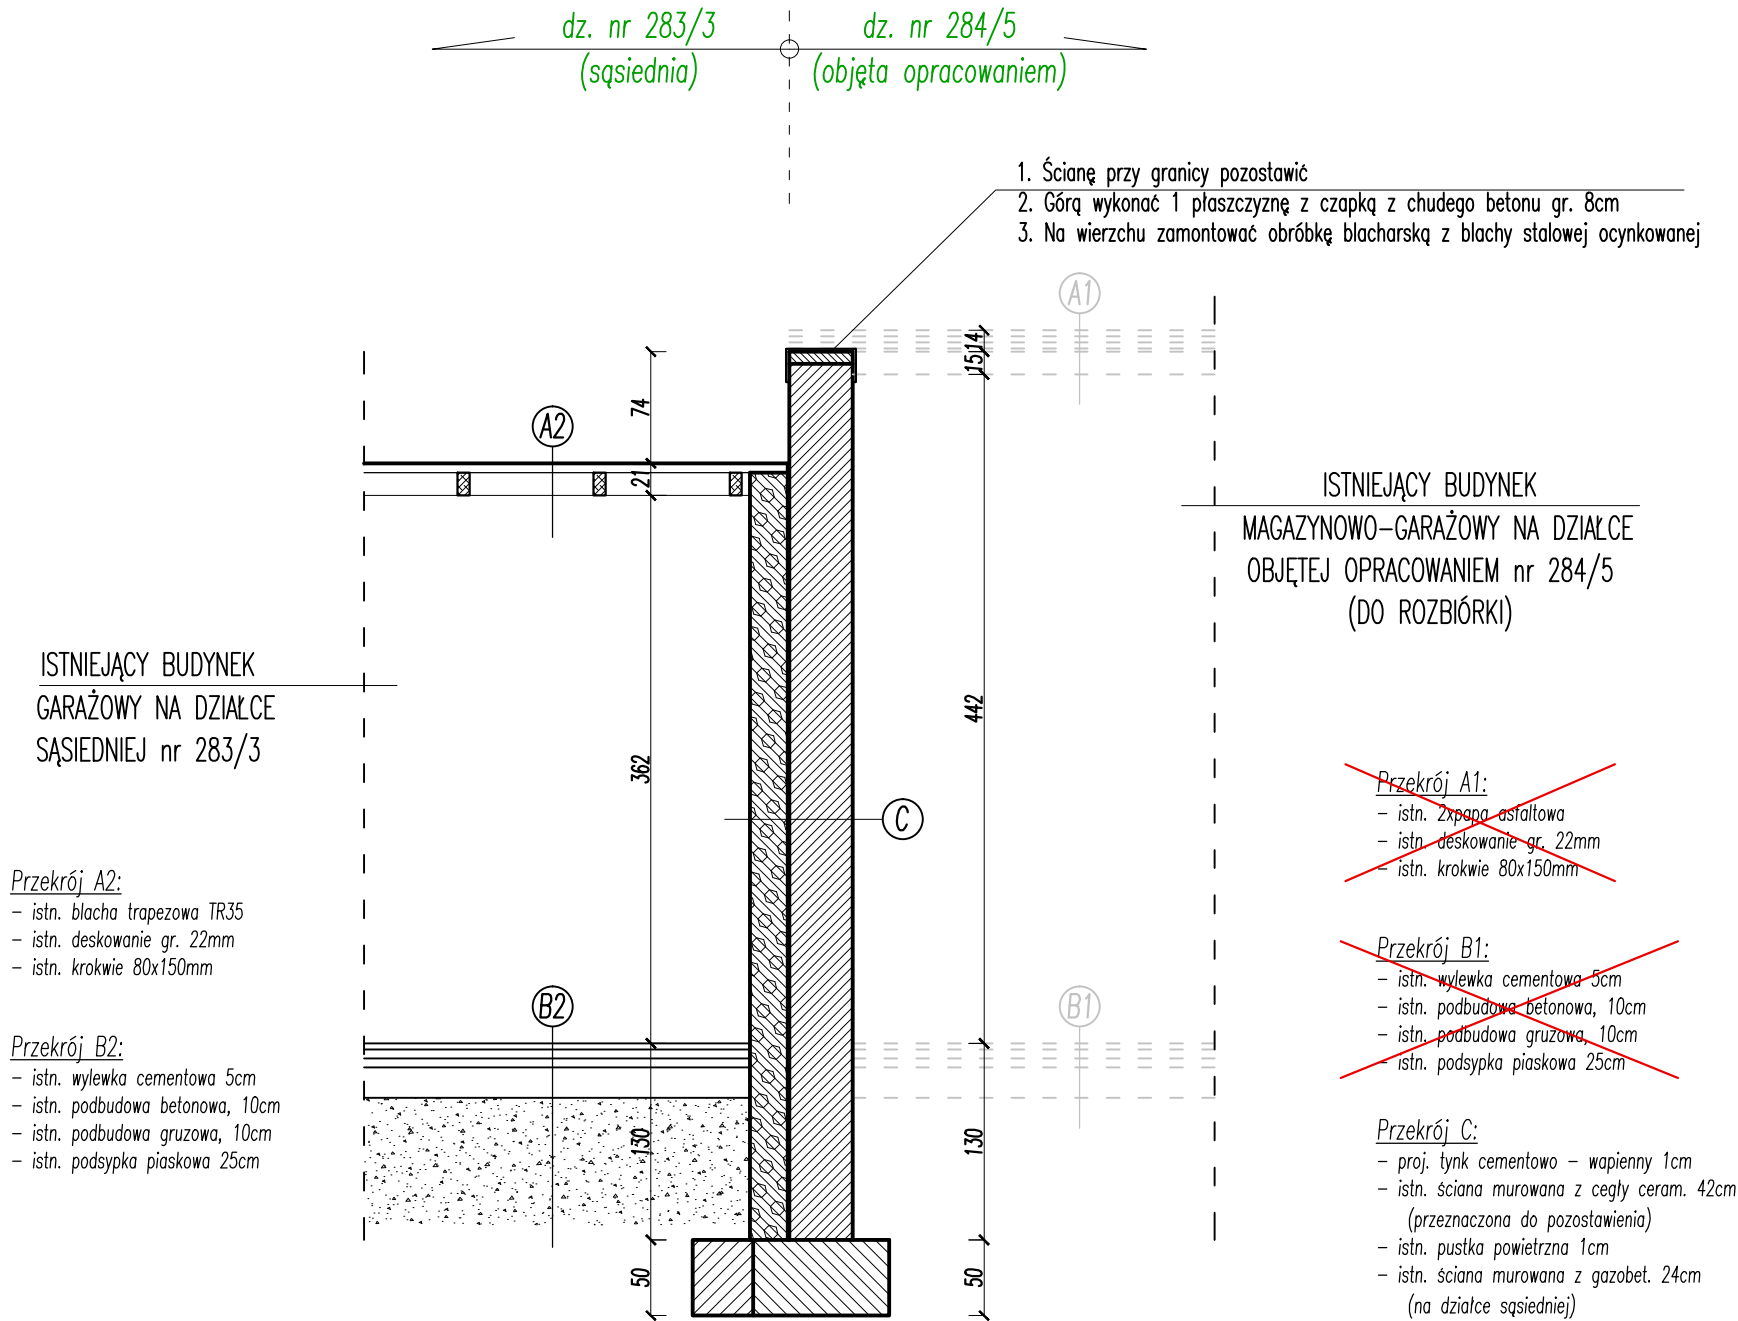 dz. nr 283/3
(sąsiednia)
dz. nr 284/5
(objęta opracowaniem)
1. Ścianę przy granicy pozostawić
2. Górą wykonać 1 płaszczyznę z czapką z chudego betonu gr. 8cm
3. Na wierzchu zamontować obróbkę blacharską z blachy stalowej ocynkowanej
A1
14
15
74
A2
21
ISTNIEJĄCY BUDYNEK
MAGAZYNOWO-GARAŻOWY NA DZIAŁCE
OBJĘTEJ OPRACOWANIEM nr 284/5
(DO ROZBIÓRKI)
ISTNIEJĄCY BUDYNEK
GARAŻOWY NA DZIAŁCE
SĄSIEDNIEJ nr 283/3
442
362
C
Przekrój A1:
- istn. 2xpapa asfaltowa
- istn. deskowanie gr. 22mm
- istn. krokwie 80x150mm
Przekrój A2:
- istn. blacha trapezowa TR35
- istn. deskowanie gr. 22mm
- istn. krokwie 80x150mm
B2
B1
Przekrój B1:
- istn. wylewka cementowa 5cm
- istn. podbudowa betonowa, 10cm
- istn. podbudowa gruzowa, 10cm
- istn. podsypka piaskowa 25cm
Przekrój B2:
- istn. wylewka cementowa 5cm
- istn. podbudowa betonowa, 10cm
- istn. podbudowa gruzowa, 10cm
- istn. podsypka piaskowa 25cm
130
130
Przekrój C:
- proj. tynk cementowo - wapienny 1cm
- istn. ściana murowana z cegły ceram. 42cm
(przeznaczona do pozostawienia)
- istn. pustka powietrzna 1cm
- istn. ściana murowana z gazobet. 24cm
(na działce sąsiedniej)
50
50